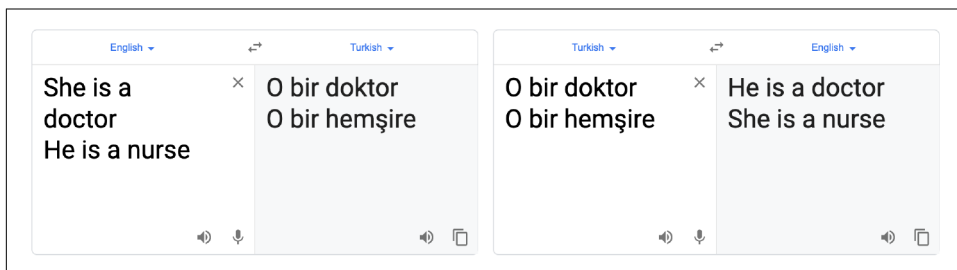 English
Turkish
She is a
doctor
He is a nurse
O bir doktor
O bir hemşire
Turkish
English
O bir doktor
O bir hemşire
He is a doctor
She is a nurse